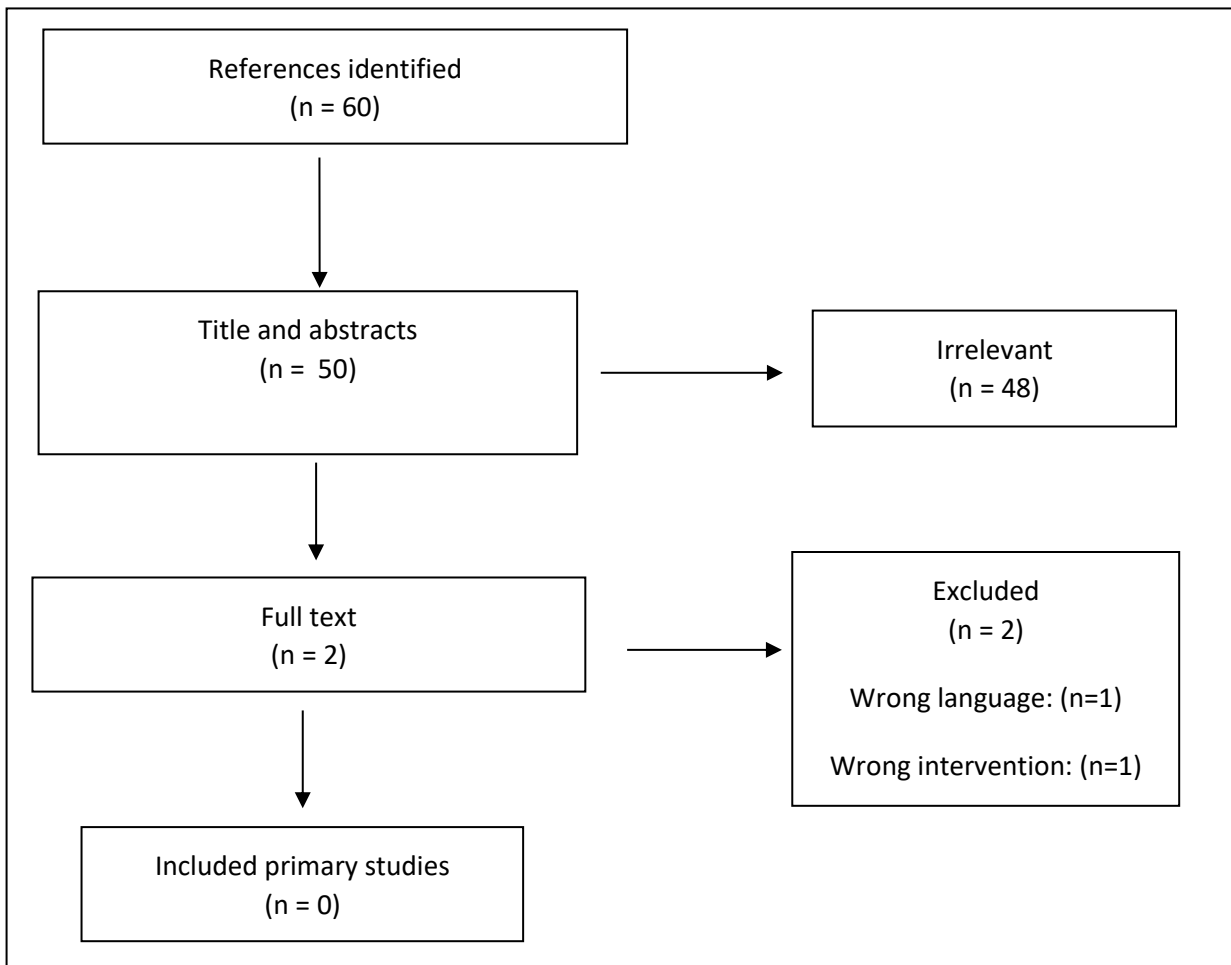 References identified
(n = 60)
Title and abstracts
(n =  50)
Irrelevant
(n = 48)
Full text
(n = 2)
Excluded
(n = 2)
Wrong language: (n=1)
Wrong intervention: (n=1)
Included primary studies
(n = 0)